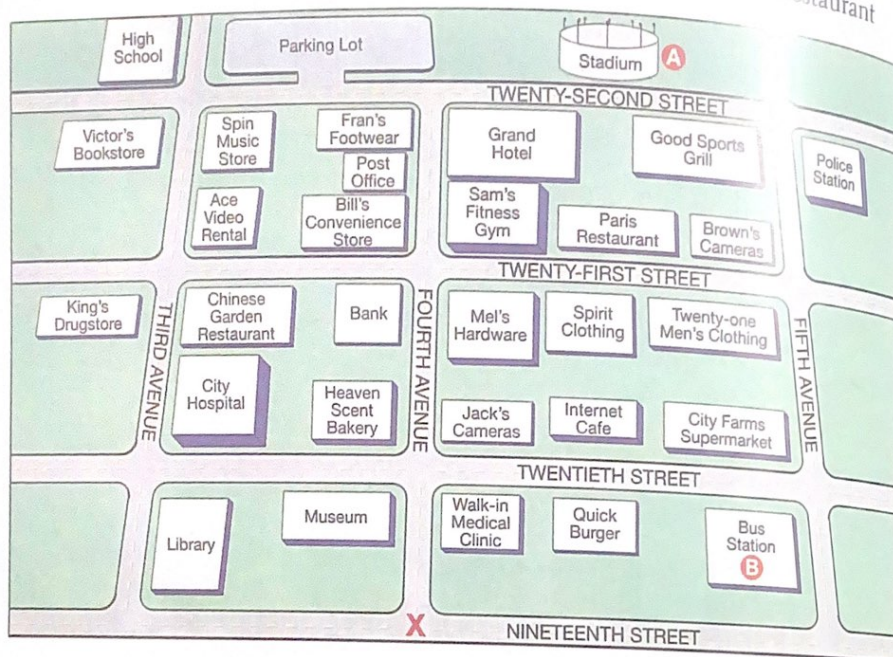 staurant
High
School
Parking Lot
Stadium
A
TWENTY-SECOND STREET
Victor's
Bookstore
Spin
Music
Store
Fran's
Footwear
Post
Office
Ace
Video
Rental
Bill's
Convenience
Store
Grand
Hotel
Good Sports
Grill
Police
Station
Sam's
Fitness
Gym
Paris
Restaurant
Brown's
Cameras
TWENTY-FIRST STREET
King's
Drugstore
THIRD AVENUE
Chinese
Garden
Restaurant
Bank
FOURTH AVENUE
Mel's
Hardware
Spirit
Clothing
Twenty-one
Men's Clothing
FIFTH AVENUE
City
Hospital
Heaven
Scent
Bakery
Jack's
Cameras
Internet
Cafe
City Farms
Supermarket
TWENTIETH STREET
Library
Museum
Walk-in
Medical
Clinic
Quick
Burger
Bus
Station
B
X
NINETEENTH STREET